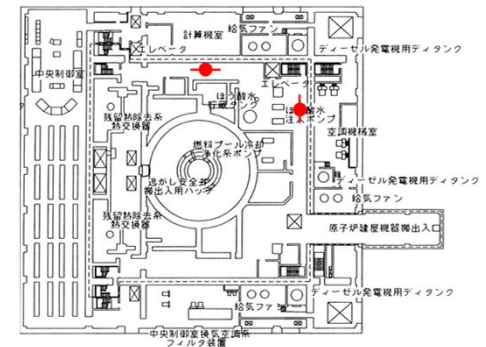 給気ファン
計算機室
エレベータ
ディーゼル発電機用ディタンク
中央制御室
エレベータ
ほう酸水
貯蔵タンク
ほう酸水
注入ポンプ
残留熱除去系
熱交換器
空調機械室
燃料プール冷却
浄化系ポンプ
逃がし安全弁
搬出入用ハッチ
ディーゼル発電機用ディタンク
給気ファン
残留熱除去系
熱交換器
原子炉建屋機器搬出入口
ディーゼル発電機用ディタンク
給気ファン
中央制御室換気空調系
フィルタ装置